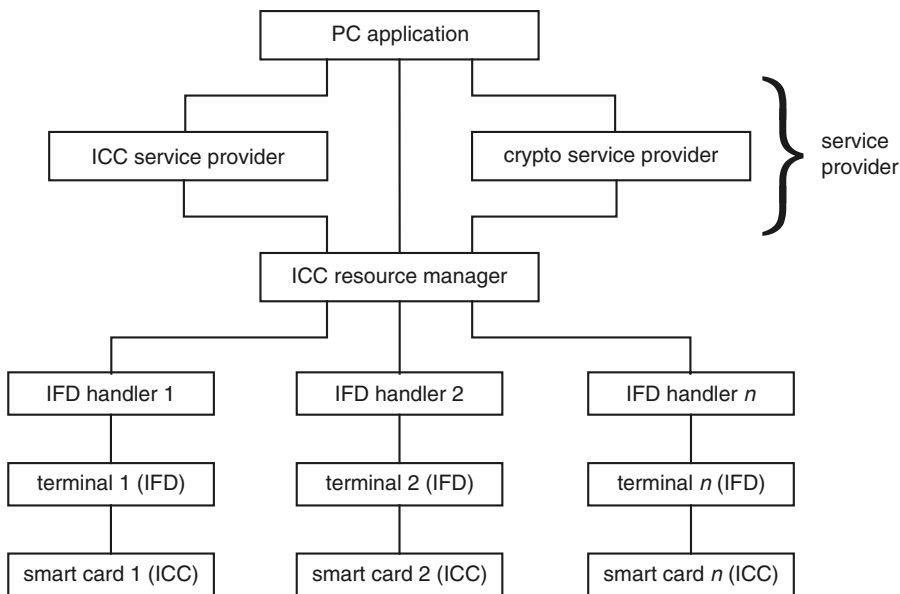 PC application
ICC service provider
crypto service provider
service
provider
ICC resource manager
IFD handler 1
IFD handler 2
IFD handler n
terminal 1 (IFD)
terminal 2 (IFD)
terminal n (IFD)
smart card 1 (ICC)
smart card 2 (ICC)
smart card n (ICC)